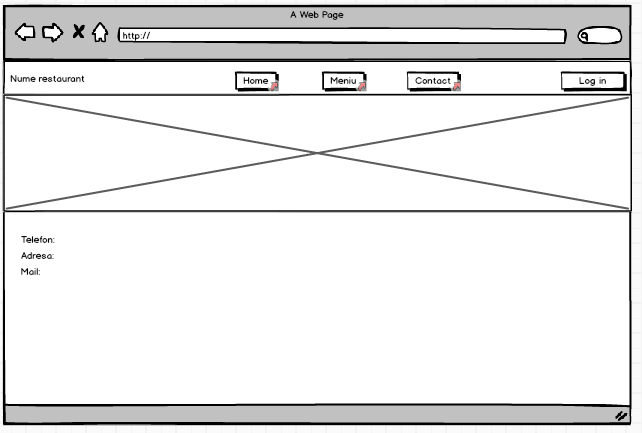 A Web Page
http://
Nume restaurant
Home
Meniu
Contact
Log in
Telefon:
Adresa:
Mail: